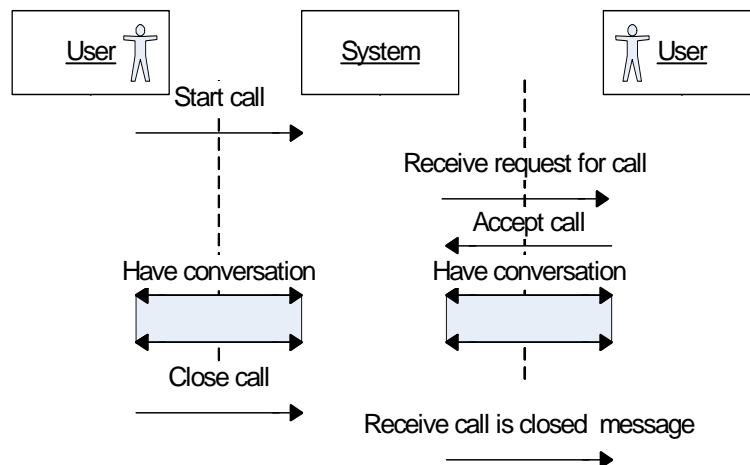 User
System
User
Start call
Receive request for call
Accept call
Have conversation
Have conversation
Close call
Receive call is closed message